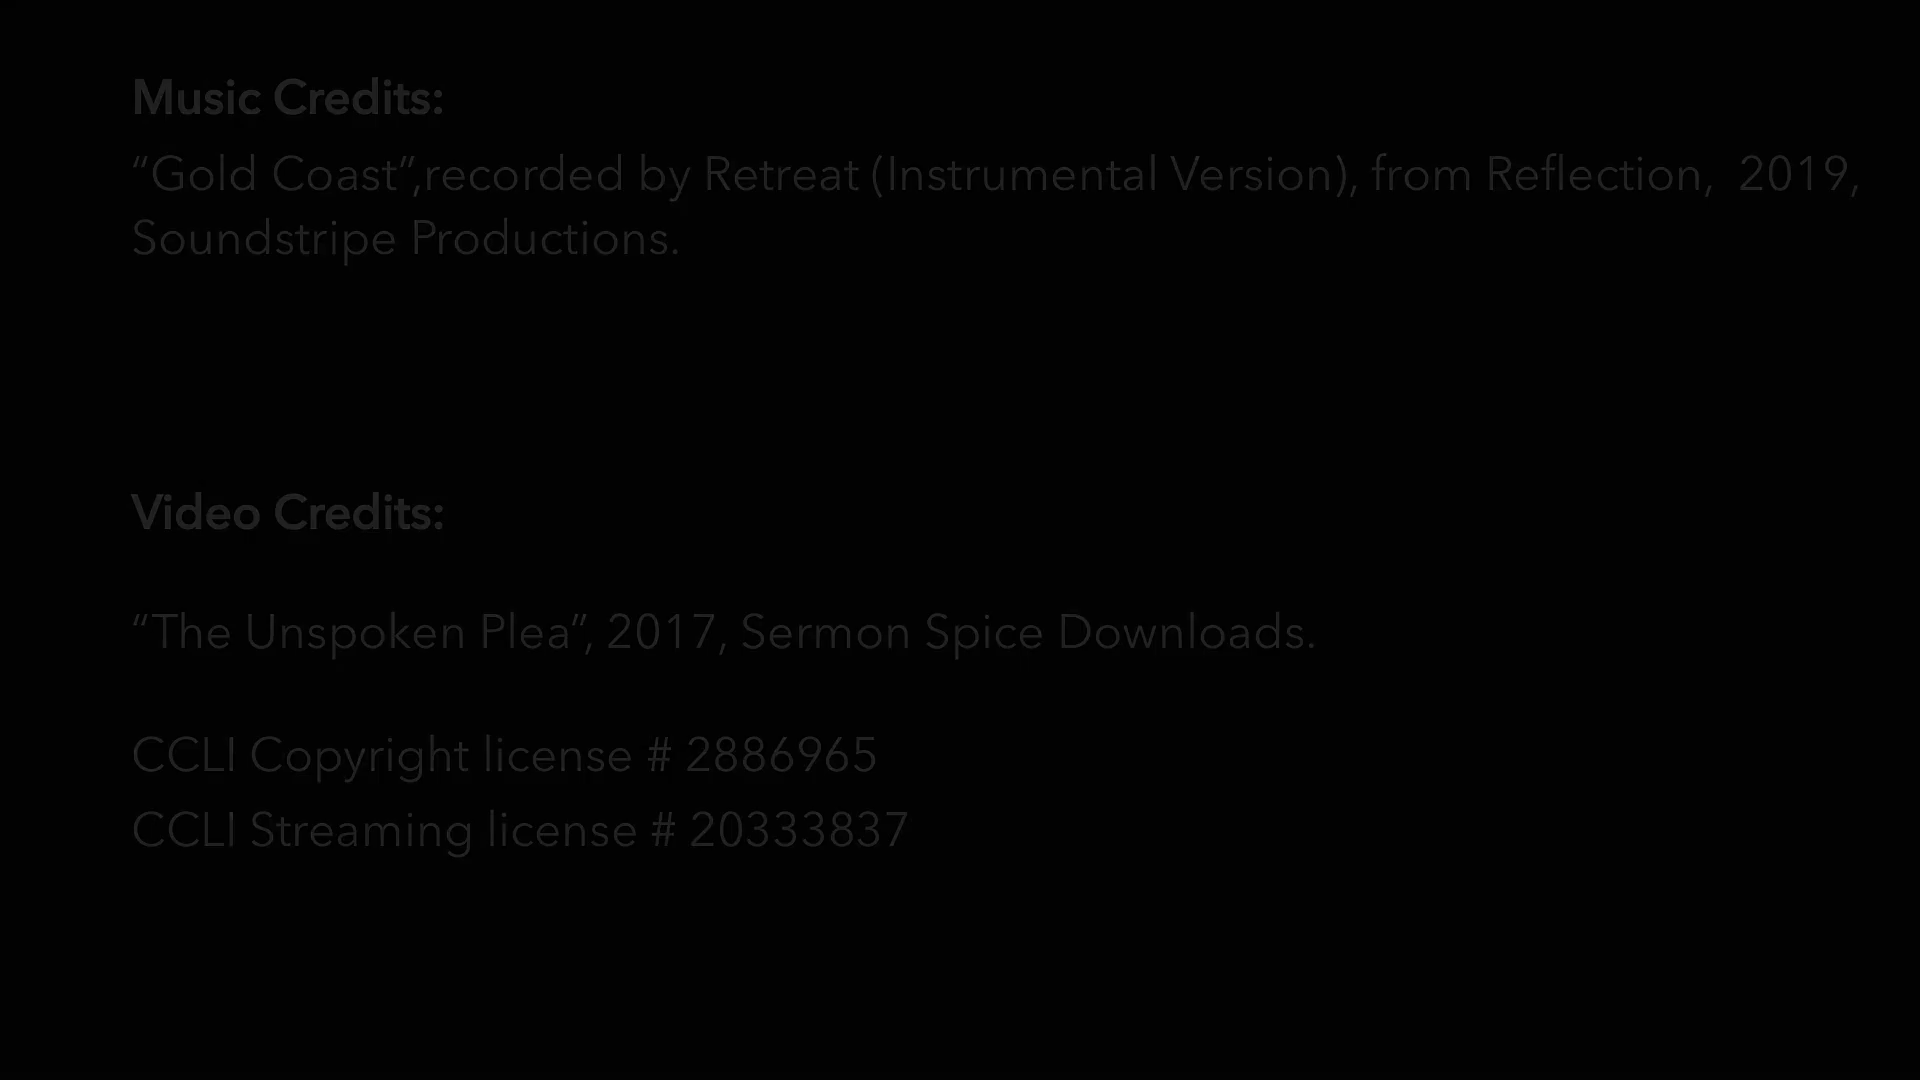 Music Credits:
“Gold Coast”,recorded by Retreat (Instrumental Version), from Reflection,  2019,
Soundstripe Productions.
Video Credits:
“The Unspoken Plea”, 2017, Sermon Spice Downloads.
CCLI Copyright license # 2886965
CCLI Streaming license # 20333837